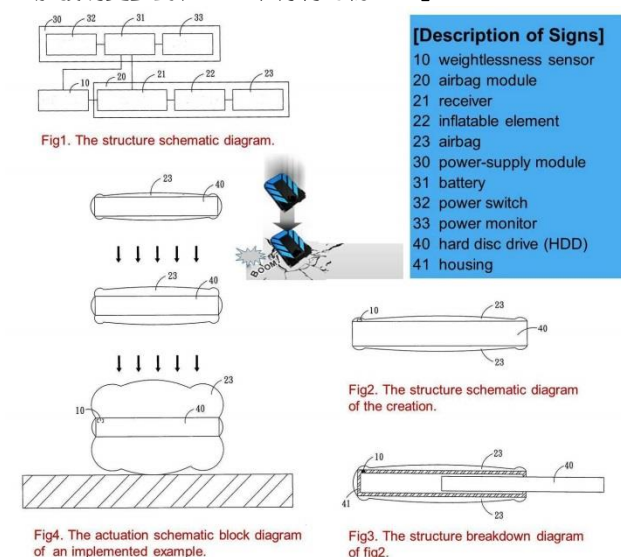 30
32
31
33
10
20
21
22
23
Fig1. The structure schematic diagram.
[Description of Signs]
10 weightlessness sensor
20 airbag module
21 receiver
22 inflatable element
23 airbag
30 power-supply module
31 battery
32 power switch
33 power monitor
40 hard disc drive (HDD)
41 housing
23
40
BOOM
23
40
23
10
40
Fig4. The actuation schematic block diagram
of an implemented example.
10
23
40
23
Fig2. The structure schematic diagram
of the creation.
10
23
40
41
23
Fig3. The structure breakdown diagram
of fig2.